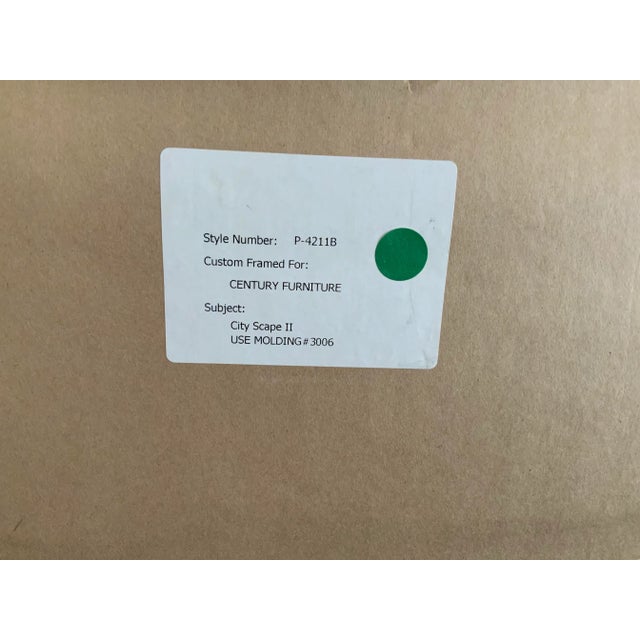 Style Number: P-4211B
Custom Framed For:
CENTURY FURNITURE
Subject:
City Scape II
USE MOLDING#3006